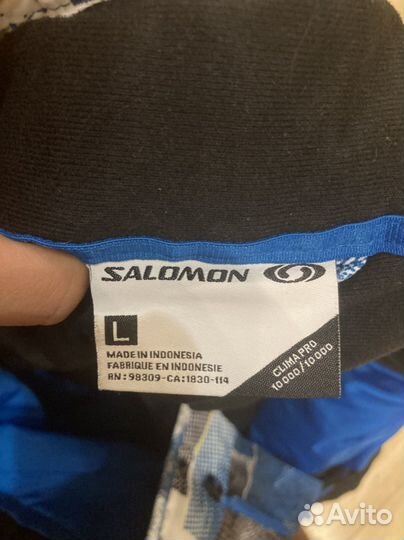 SALOMON
L
MADE IN INDONESIA
FABRIQUE EN INDONESIE
RN : 98309-CA : 1830-114
CLIMA PRO
10 000 / 10 000
Avito